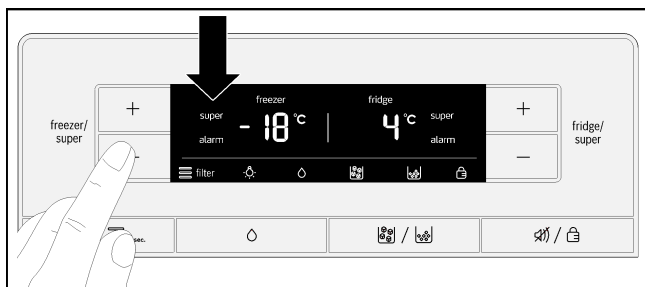 freezer
fridge
super
°C
super
- 18
4
°C
alarm
alarm
filter
+
+
freezer/
super
fridge/
super
-
-
sec.
/
/